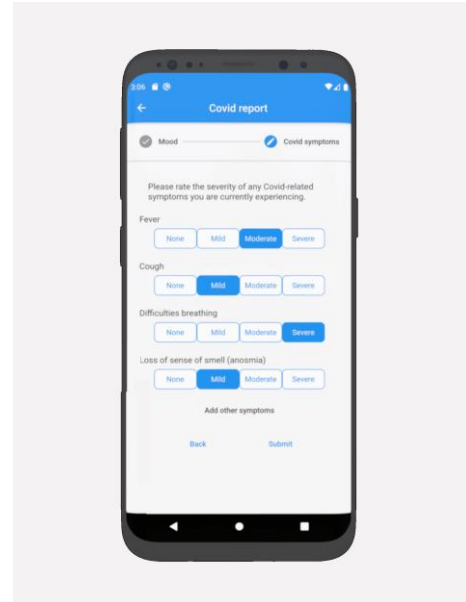 3:06
Covid report
Mood
Covid symptoms
Please rate the severity of any Covid-related
symptoms you are currently experiencing.
Fever
None Mild Moderate Severe
Cough
None Mild Moderate Severe
Difficulties breathing
None Mild Moderate Severe
Loss of sense of smell (anosmia)
None Mild Moderate Severe
Add other symptoms
Back Submit